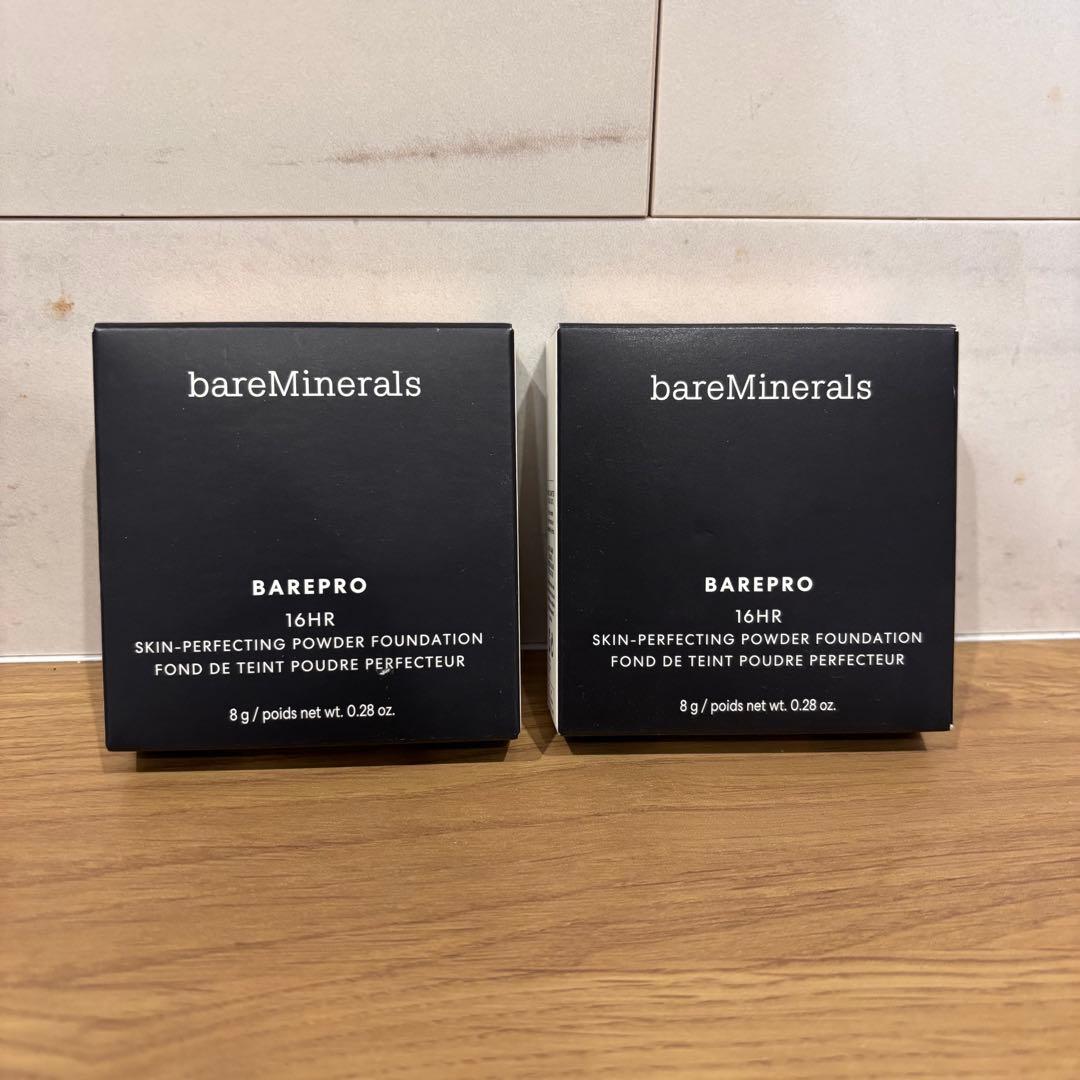 bareMinerals
BAREPRO
16HR
SKIN-PERFECTING POWDER FOUNDATION
FOND DE TEINT POUDRE PERFECTEUR
8 g / poids net wt. 0.28 oz.
bareMinerals
BAREPRO
16HR
SKIN-PERFECTING POWDER FOUNDATION
FOND DE TEINT POUDRE PERFECTEUR
8 g / poids net wt. 0.28 oz.